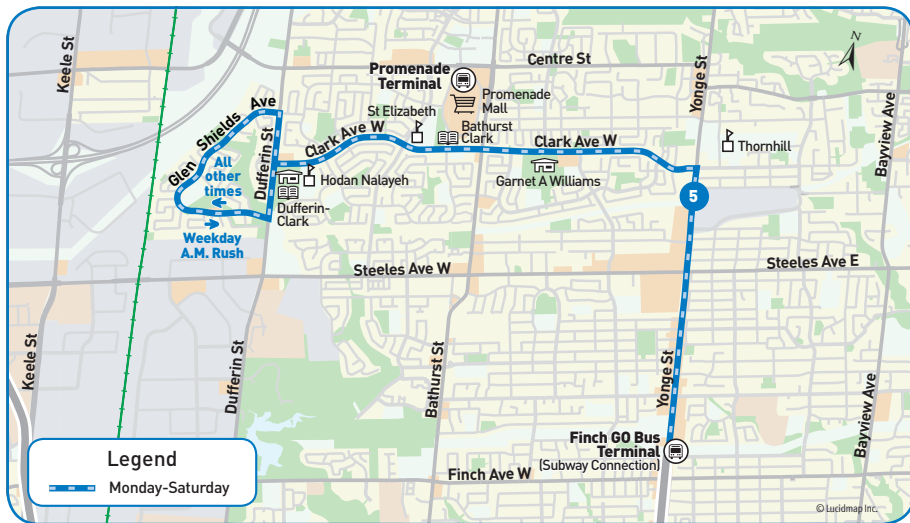 Keele St
Centre St
Yonge St
N
Promenade
Terminal
Promenade
Mall
St Elizabeth
Bathurst
Clark
Glen Shields Ave
Dufferin St
Clark Ave W
Clark Ave W
Thornhill
Bayview Ave
All
other
times
Hodan Nalayeh
Garnet A Williams
Dufferin-
Clark
5
Weekday
A.M. Rush
Steeles Ave W
Steeles Ave E
Keele St
Dufferin St
Bathurst St
Yonge St
Bayview Ave
Finch GO Bus
Terminal
(Subway Connection)
Finch Ave W
Legend
Monday-Saturday
© Lucidmap Inc.